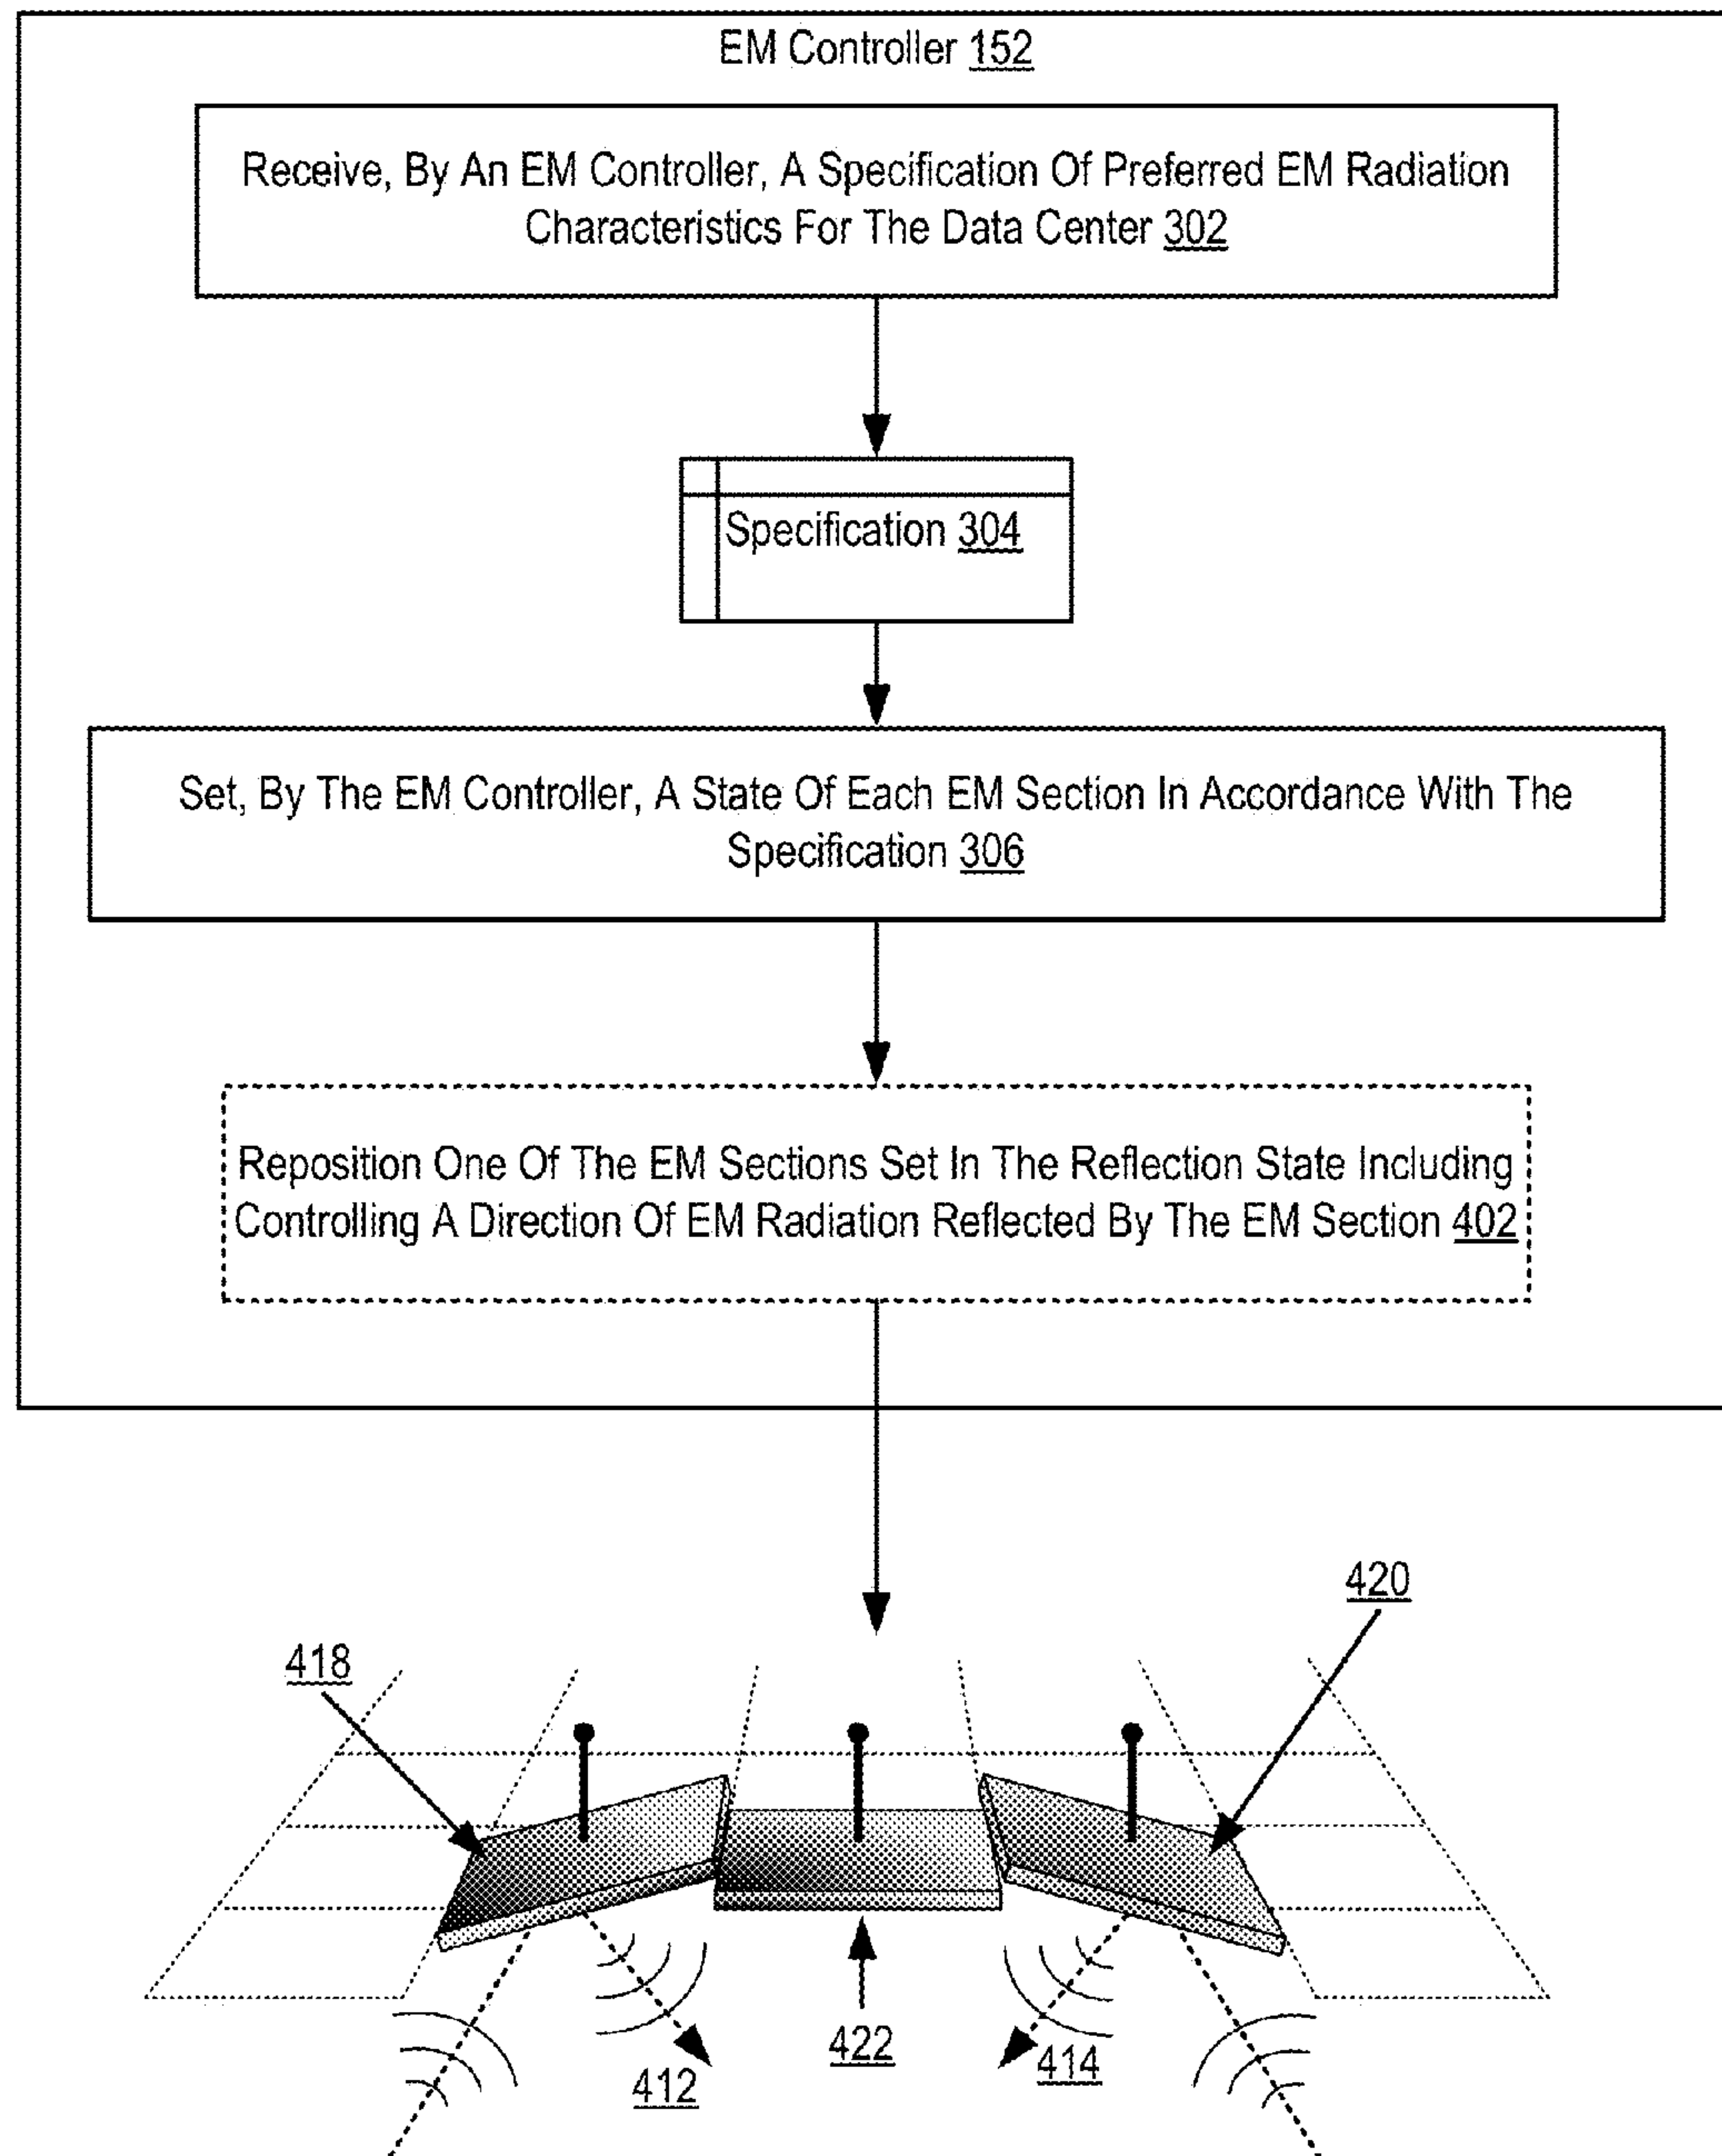 EM Controller 152
Receive, By An EM Controller, A Specification Of Preferred EM Radiation
Characteristics For The Data Center 302
Specification 304
Set, By The EM Controller, A State Of Each EM Section In Accordance With The
Specification 306
Reposition One Of The EM Sections Set In The Reflection State Including
Controlling A Direction Of EM Radiation Reflected By The EM Section 402
420
418
422
414
412